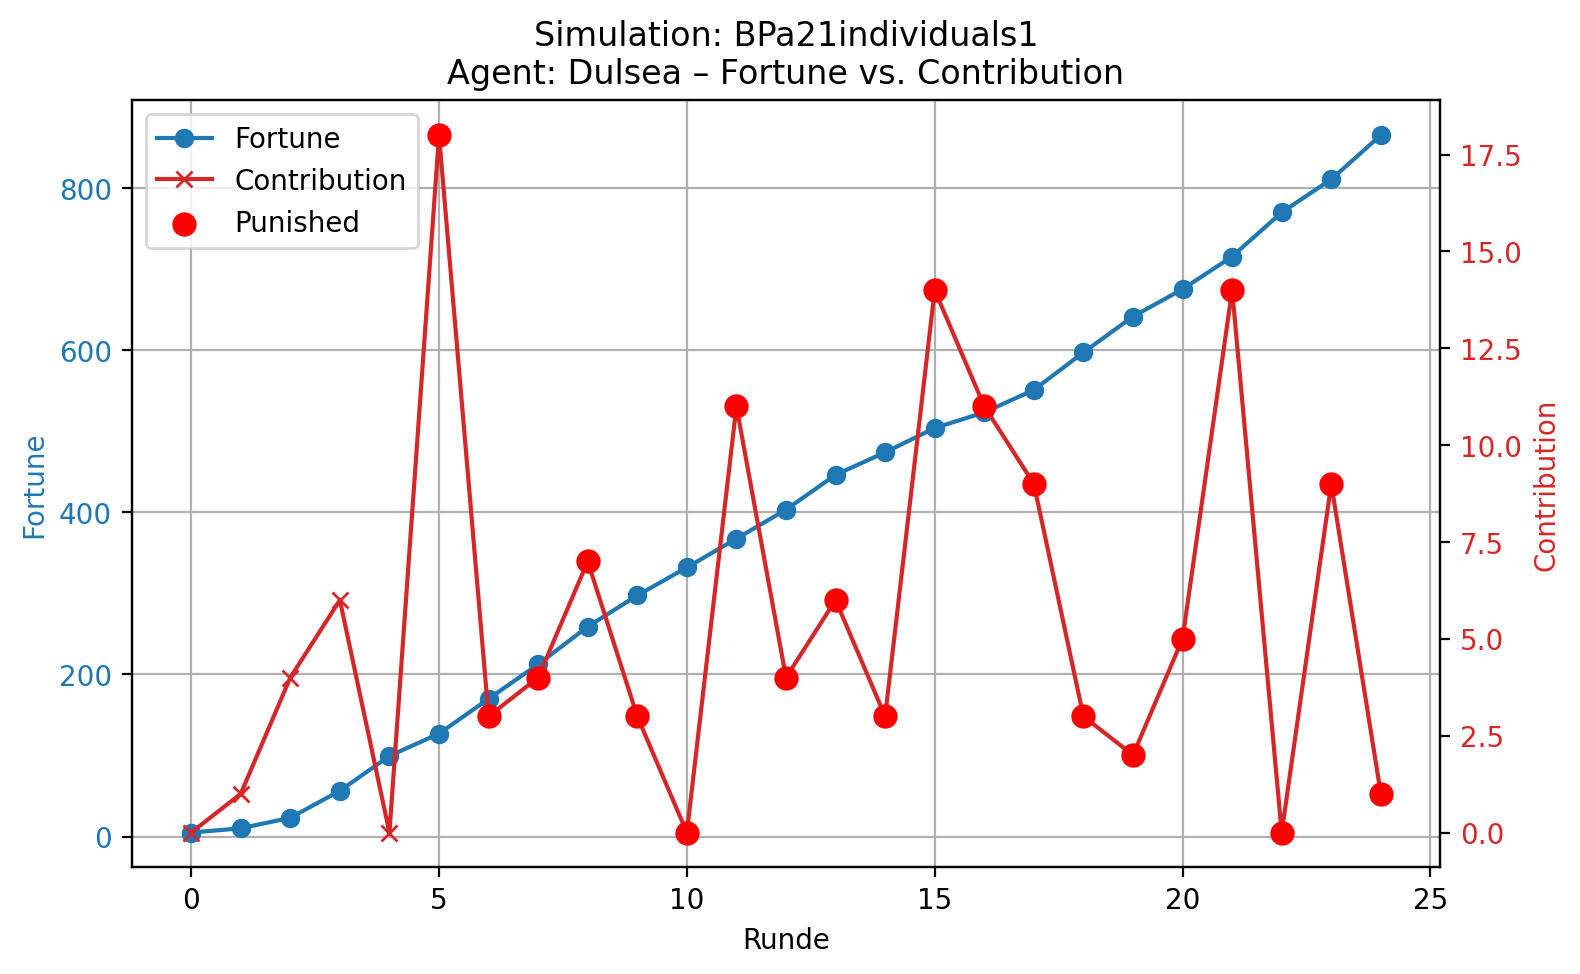 Simulation: BPa21individuals1
Agent: Dulsea – Fortune vs. Contribution
Fortune
Contribution
Punished
800
600
400
200
0
Fortune
17.5
15.0
12.5
10.0
7.5
5.0
2.5
0.0
Contribution
0 5 10 15 20 25
Runde